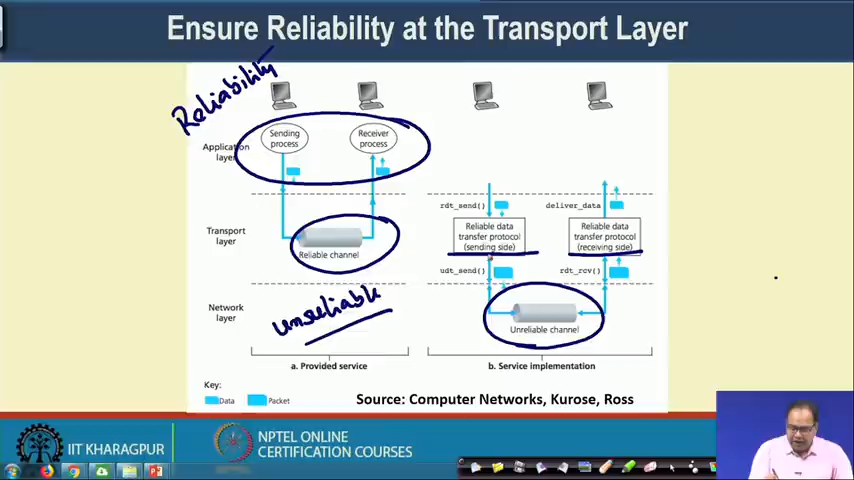 Ensure Reliability at the Transport Layer
Reliability
Application
layer
Sending
process
Receiver
process
Transport
layer
Reliable channel
Network
layer
unreliable
a. Provided service
rdt_send()
deliver_data
Reliable data
transfer protocol
(sending side)
Reliable data
transfer protocol
(receiving side)
udt_send()
rdt_rcv()
Unreliable channel
b. Service implementation
Key:
Data
Packet
Source: Computer Networks, Kurose, Ross
IIT KHARAGPUR
NPTEL ONLINE
CERTIFICATION COURSES